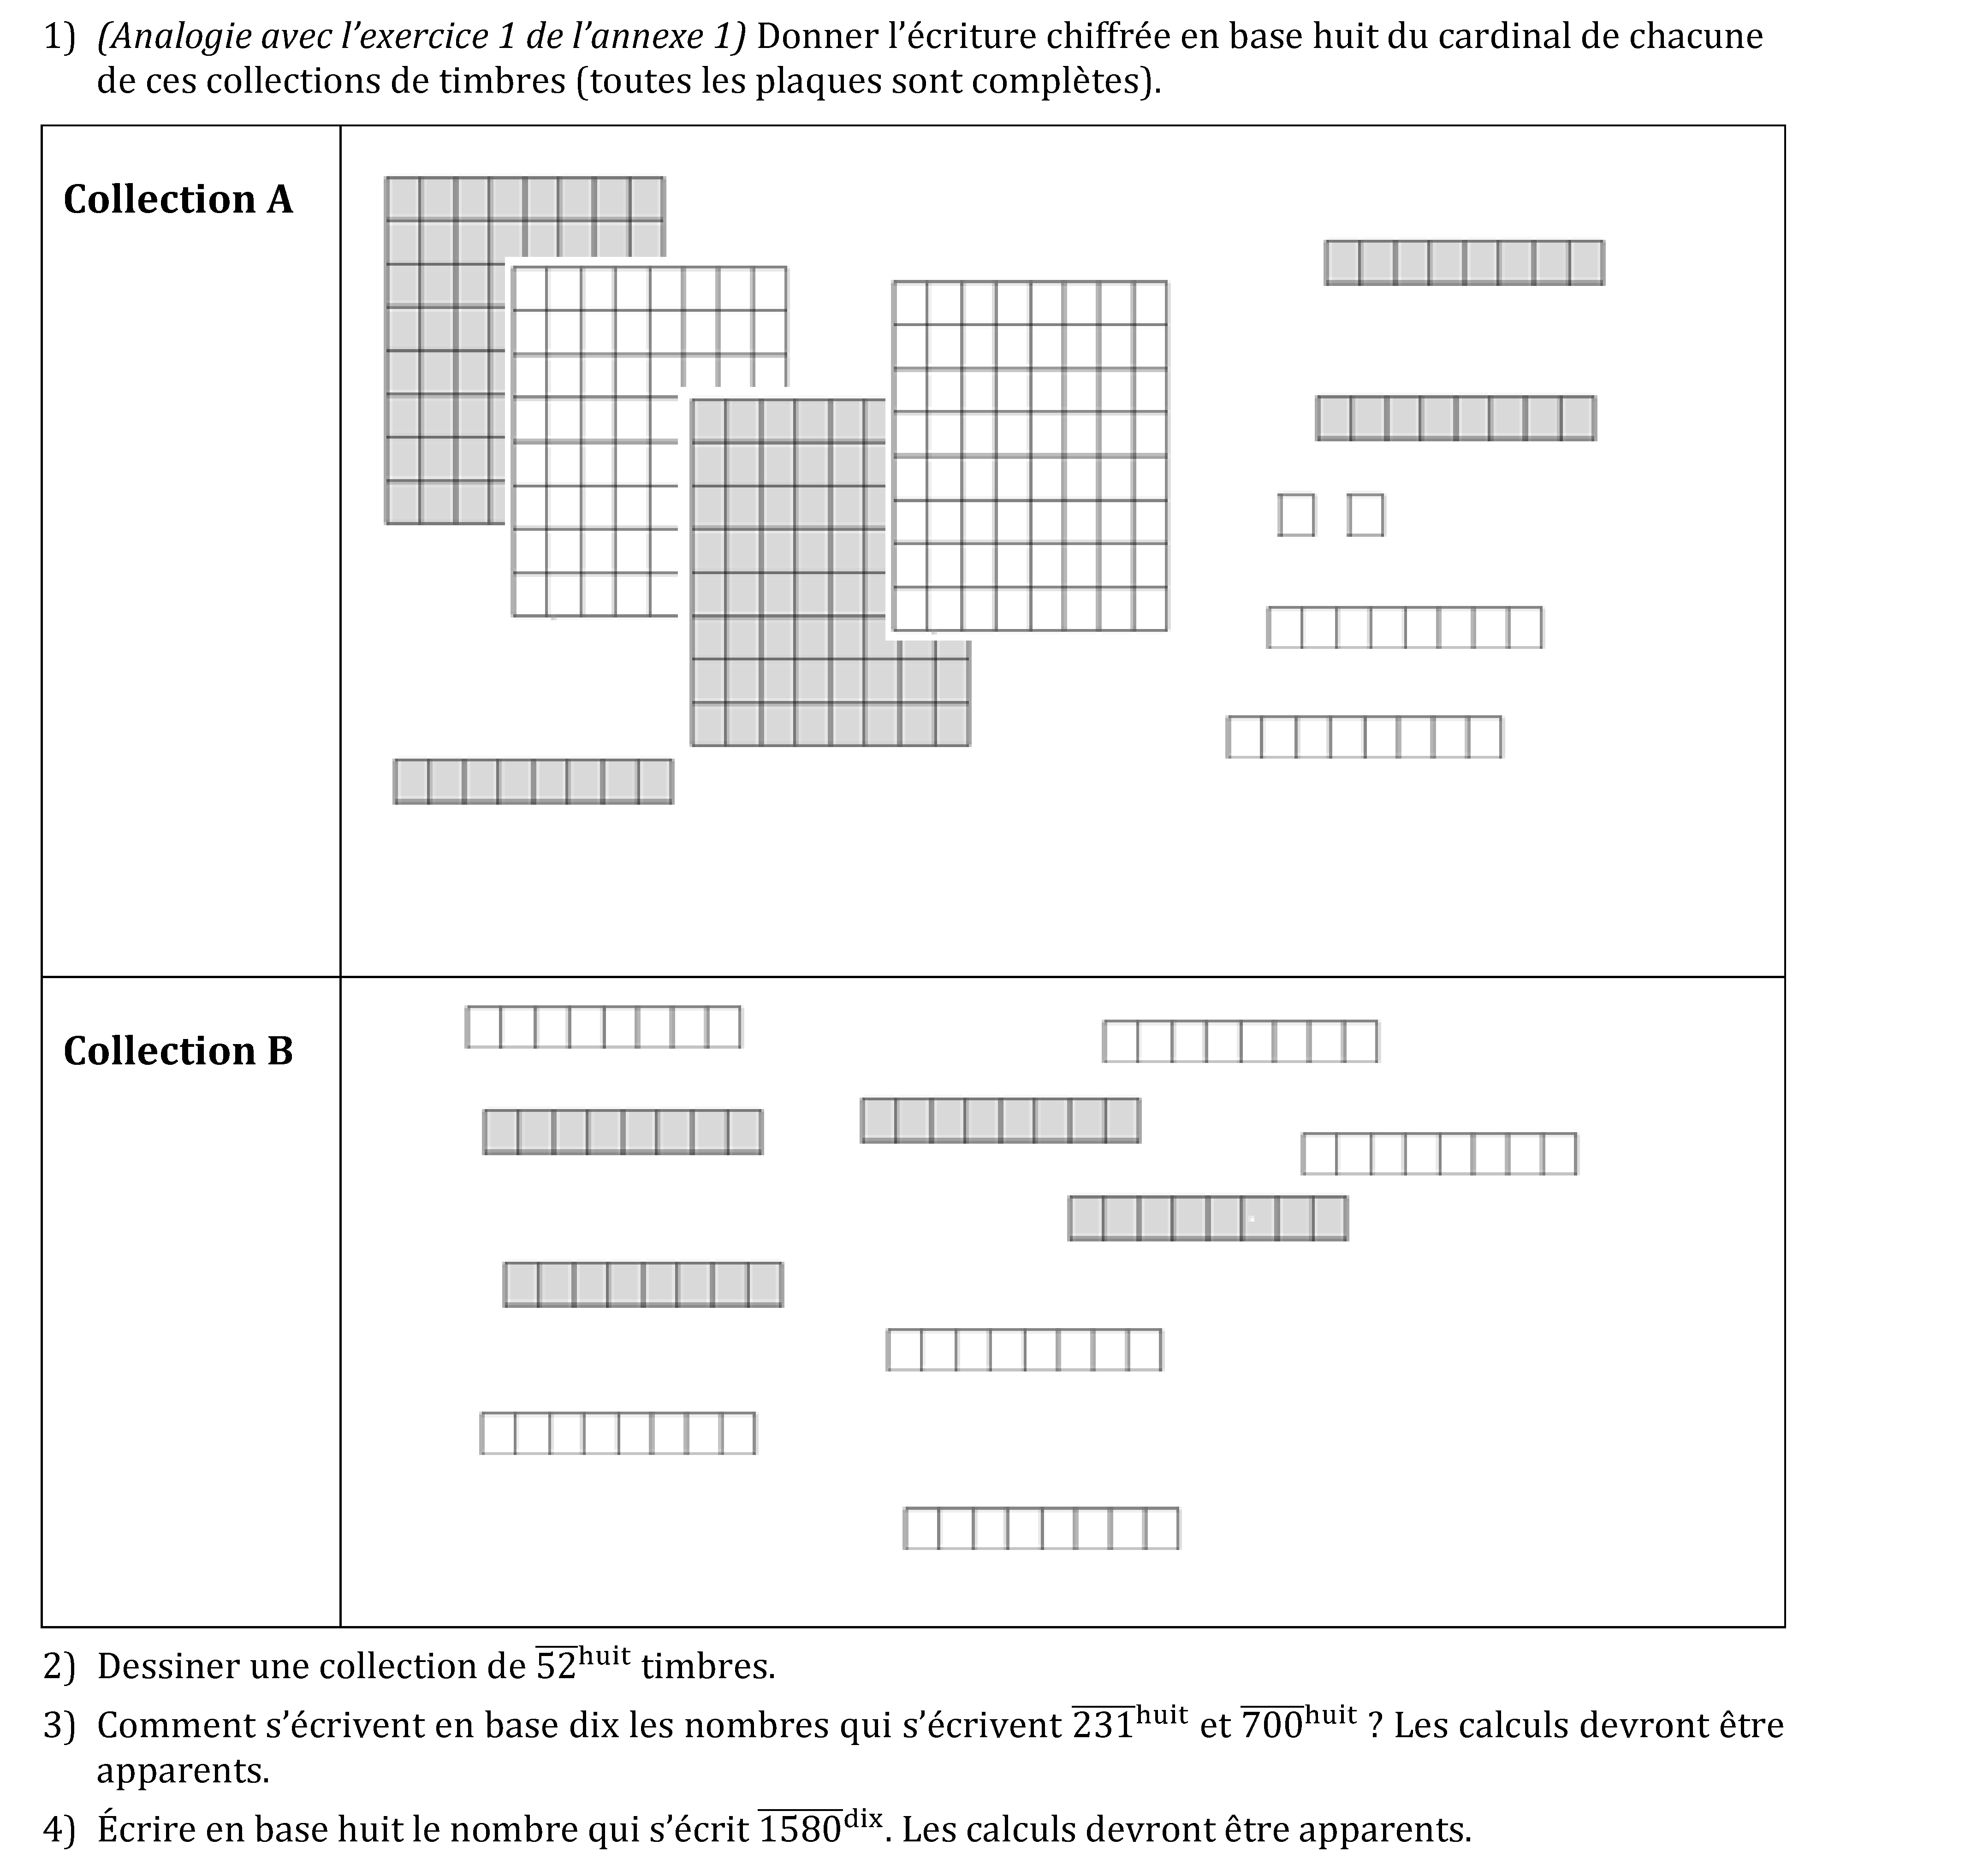 1) (Analogie avec l’exercice 1 de l’annexe 1) Donner l’écriture chiffrée en base huit du cardinal de chacune
de ces collections de timbres (toutes les plaques sont complètes).
Collection A
Collection B
2) Dessiner une collection de \overline{52}^{huit} timbres.
3) Comment s’écrivent en base dix les nombres qui s’écrivent \overline{231}^{huit} et \overline{700}^{huit} ? Les calculs devront être
apparents.
4) Écrire en base huit le nombre qui s’écrit \overline{1580}^{dix}. Les calculs devront être apparents.